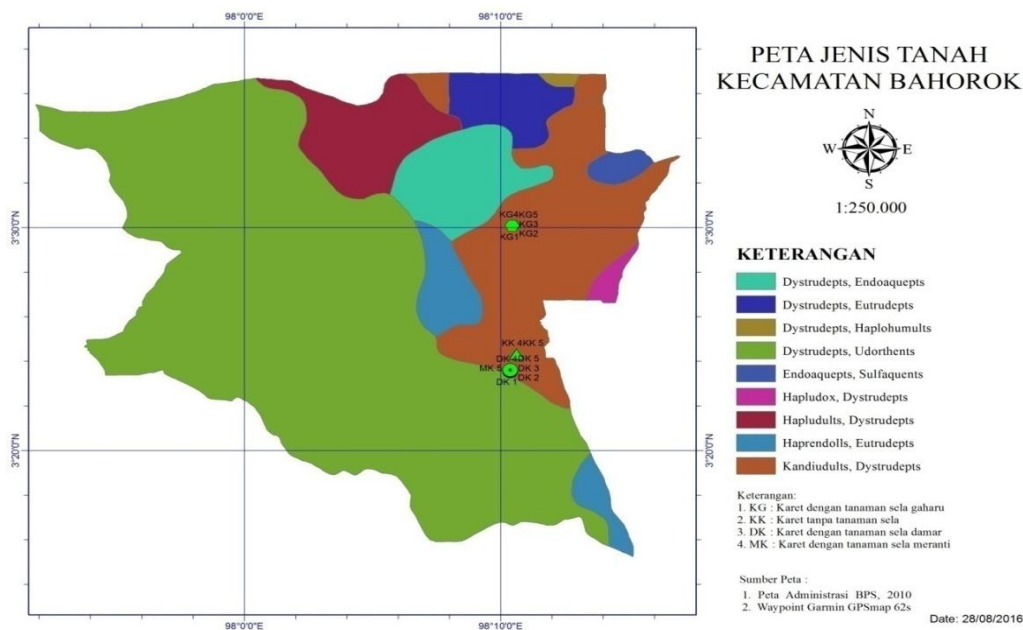 98°0'0"E 98°10'0"E
PETA JENIS TANAH
KECAMATAN BAHOROK
N
W E
S
1:250.000
3°30'0"N 3°30'0"N
3°20'0"N 3°20'0"N
KG4KG5
KG3
KG1 KG2
KK 4KK 5
DK 4DK 5
MK 5 DK 3
DK 2
DK 1
98°0'0"E 98°10'0"E
KETERANGAN
Dystrudepts, Endoaquepts
Dystrudepts, Eutrudepts
Dystrudepts, Haplohumults
Dystrudepts, Udorthents
Endoaquepts, Sulfaquents
Hapludox, Dystrudepts
Hapludults, Dystrudepts
Haprendolls, Eutrudepts
Kandiudults, Dystrudepts
Keterangan:
1. KG : Karet dengan tanaman sela gaharu
2. KK : Karet tanpa tanaman sela
3. DK : Karet dengan tanaman sela damar
4. MK : Karet dengan tanaman sela meranti
Sumber Peta :
1. Peta Administrasi BPS, 2010
2. Waypoint Garmin GPSmap 62s
Date: 28/08/2016